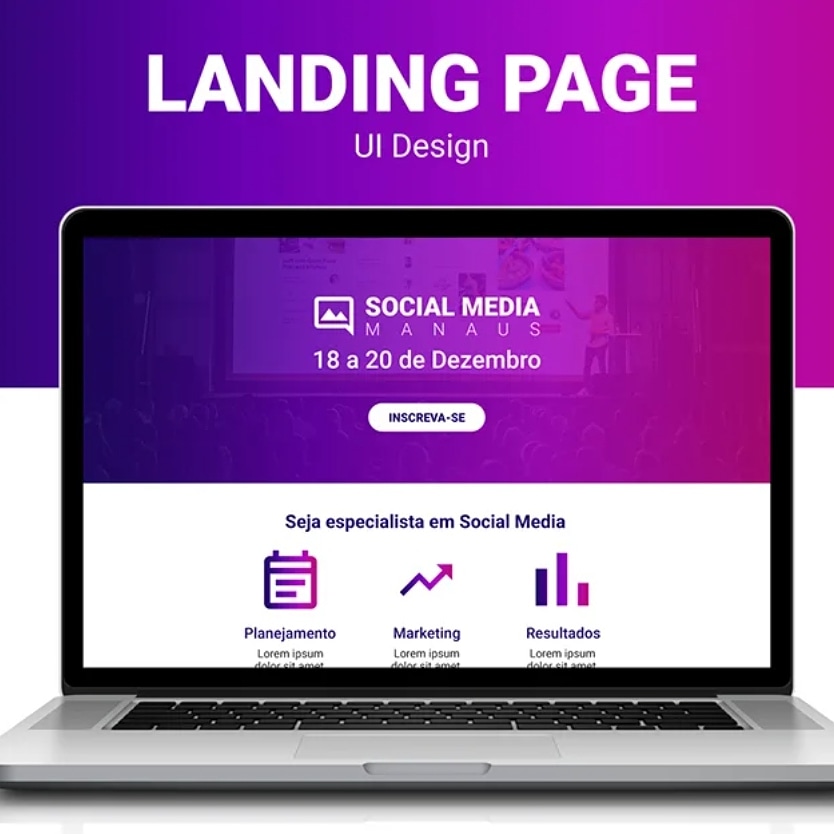 LANDING PAGE
UI Design
SOCIAL MEDIA
MANAUS
18 a 20 de Dezembro
INSCREVA-SE
Seja especialista em Social Media
Planejamento
Marketing
Resultados
Lorem ipsum
dolor sit amet
Lorem ipsum
dolor sit amet
Lorem ipsum
dolor sit amet